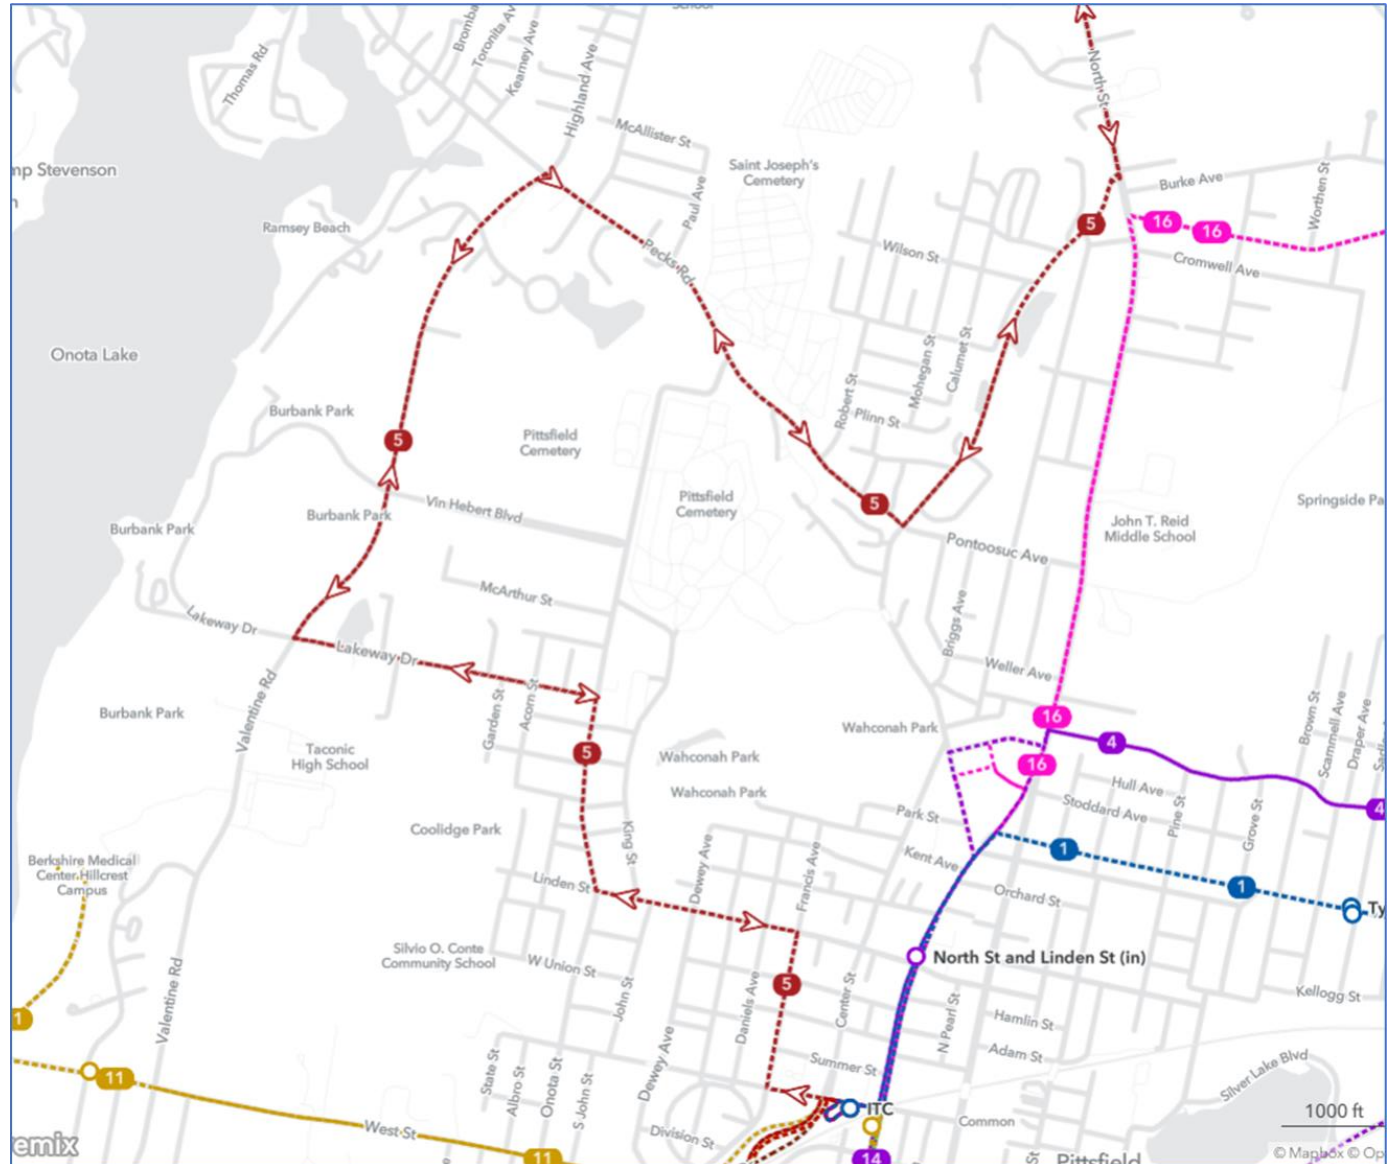 School
Thomas Rd
Toronita Av
Kearney Ave
Highland Ave
North St
McAllister St
mp Stevenson
Saint Joseph's
Cemetery
Burke Ave
Worthen St
Paul Ave
Ramsey Beach
5
16
16
Pecks Rd
Wilson St
Cromwell Ave
Onota Lake
Mohegan St
Calumet St
Robert St
Burbank Park
Plinn St
5
Pittsfield
Cemetery
Pittsfield
Cemetery
5
Springside Pa
Vin Hebert Blvd
Burbank Park
Burbank Park
John T. Reid
Middle School
Pontoosuc Ave
McArthur St
Briggs Ave
Lakeway Dr
Lakeway Dr
Weller Ave
Valentine Rd
Garden St
Acorn St
Burbank Park
16
Brown St
Scammell Ave
Draper Ave
Wahconah Park
4
5
Taconic
High School
Wahconah Park
16
Wahconah Park
Hull Ave
Stoddard Ave
Pine St
Grove St
4
Park St
Coolidge Park
King St
Kent Ave
1
Berkshire Medical
Center-Hillcrest
Campus
Linden St
Dewey Ave
Francis Ave
Orchard St
1
Ty
Silvio O. Conte
Community School
W Union St
North St and Linden St (in)
5
John St
Daniels Ave
Center St
Kellogg St
1
Valentine Rd
N Pearl St
Hamlin St
Adam St
State St
Albro St
Onota St
S John St
Dewey Ave
Summer St
Silver Lake Blvd
11
ITC
Common
1000 ft
West St
Division St
St
remix
11
14
Pittsfield
© Mapbox © Op